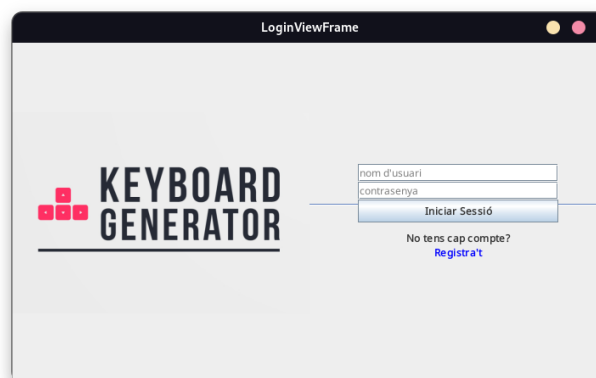 LoginViewFrame
KEYBOARD
GENERATOR
nom d'usuari
contrasenya
Iniciar Sessió
No tens cap compte?
Registra't